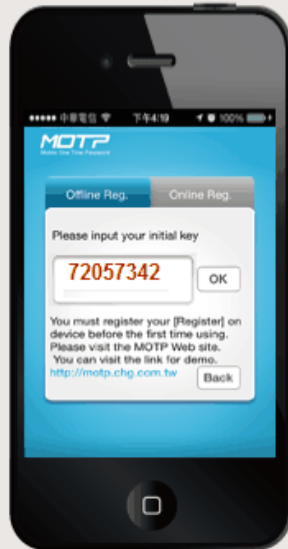 中華電信 下午4:19 100%
MOTP
Mobile One Time Password
Offline Reg. Online Reg.
Please input your initial key
72057342 OK
You must register your [Register] on
device before the first time using.
Please visit the MOTP Web site.
You can visit the link for demo.
http://motp.chg.com.tw Back